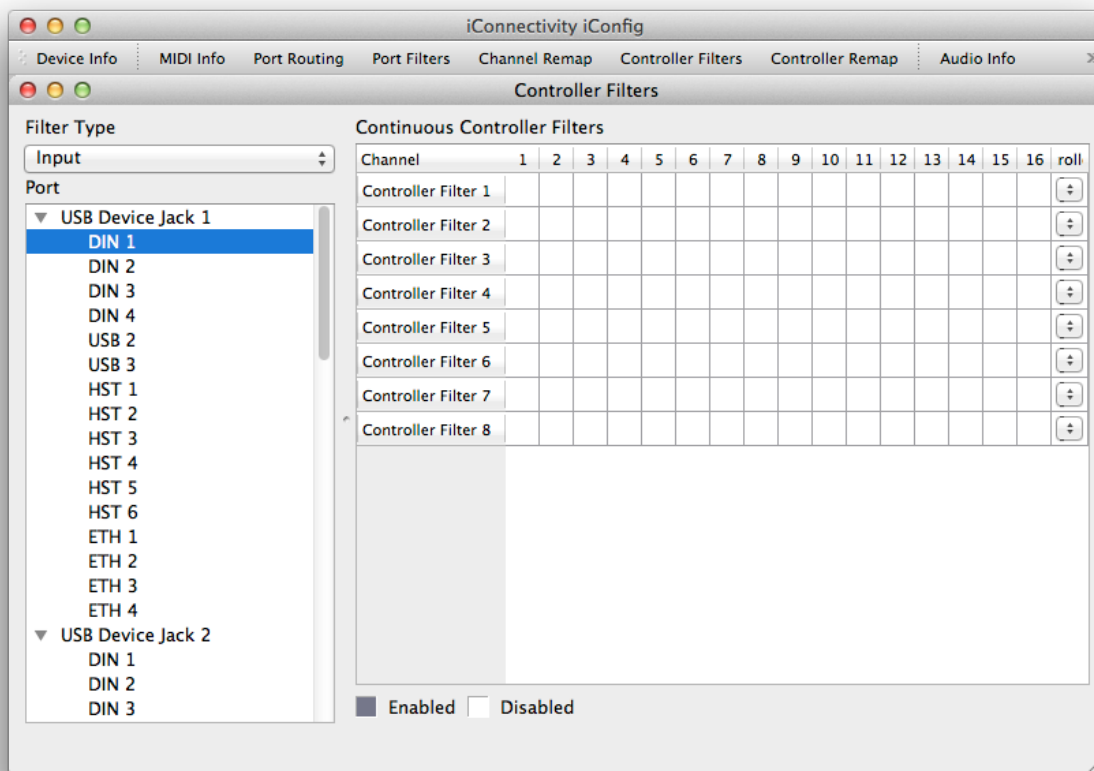 iConnectivity iConfig
Device Info MIDI Info Port Routing Port Filters Channel Remap Controller Filters Controller Remap Audio Info
Controller Filters
Filter Type
Input
Port
USB Device Jack 1
DIN 1
DIN 2
DIN 3
DIN 4
USB 2
USB 3
HST 1
HST 2
HST 3
HST 4
HST 5
HST 6
ETH 1
ETH 2
ETH 3
ETH 4
USB Device Jack 2
DIN 1
DIN 2
DIN 3
Continuous Controller Filters
Channel 1 2 3 4 5 6 7 8 9 10 11 12 13 14 15 16 roll
Controller Filter 1
Controller Filter 2
Controller Filter 3
Controller Filter 4
Controller Filter 5
Controller Filter 6
Controller Filter 7
Controller Filter 8
Enabled Disabled